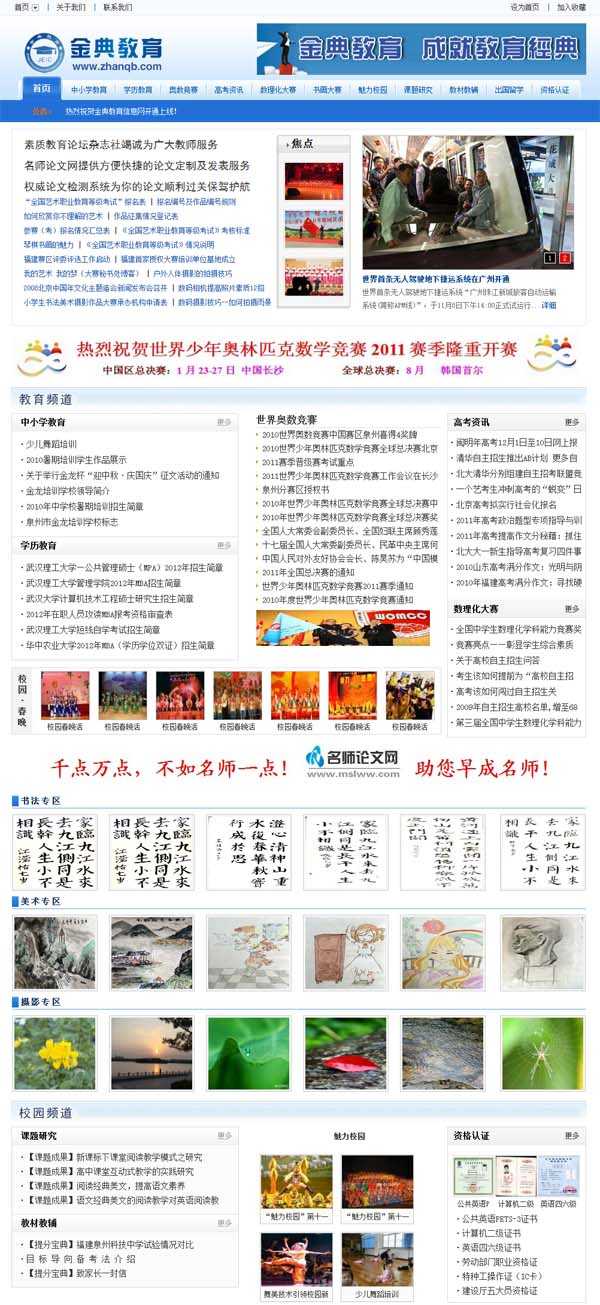 首页
关于我们
联系我们
设为首页
加入收藏
JEIC
金典教育
www.zhanqb.com
金典教育 成就教育經典
首页
中小学教育
学历教育
奥数竞赛
高考资讯
数理化大赛
书画大赛
魅力校园
课题研究
教材教辅
出国留学
资格认证
热烈祝贺金典教育信息网开通上线!
素质教育论坛杂志社竭诚为广大教师服务
名师论文网提供方便快捷的论文定制及发表服务
权威论文检测系统为你的论文顺利过关保驾护航
“全国艺术职业教育等级考试”报名表 | 报名编号及作品编号规则
如何欣赏你不理解的艺术 | 作品征集情况登记表
参赛（考）报名情况汇总表 | 《全国艺术职业教育等级考试》考核标准
琴棋书画的魅力 | 《全国艺术职业教育等级考试》情况说明
福建赛区评委评选工作启动 | 福建首家授权大赛培训单位基地成立
我的艺术 我的梦（大赛秘书处博客） | 户外人体摄影的拍摄技巧
2008北京中国年文化主题庙会新闻发布会召开 | 数码相机提高照片素质12招
小学生书法美术摄影作品大赛承办机构申请表 | 数码摄影技巧--如何拍摄雨景
焦点
1 2
世界首条无人驾驶地下捷运系统在广州开通
世界首条无人驾驶地下捷运系统“广州珠江新城旅客自动运输
系统(简称APM线)”，于11月8日下午14:00正式试运行... 详细
热烈祝贺世界少年奥林匹克数学竞赛 2011 赛季隆重开赛
中国区总决赛：1 月 23-27 日 中国长沙
全球总决赛：8 月 韩国首尔
教育频道
中小学教育
更多
少儿舞蹈培训
2010暑期培训学生作品展示
关于举行金龙杯“迎中秋·庆国庆”征文活动的通知
金龙培训学校领导简介
2010年中学校暑期培训招生简章
泉州市金龙培训学校标志
学历教育
更多
武汉理工大学—公共管理硕士（MPA）2012年招生简章
武汉理工大学管理学院2012年MBA招生简章
武汉大学计算机技术工程硕士研究生招生简章
2012年在职人员攻读MBA报考资格审查表
武汉理工大学短线自学考试招生简章
华中农业大学2012年MBA（学历学位双证）招生简章
世界奥数竞赛
2010世界奥数竞赛中国赛区泉州喜得4奖牌
2010世界少年奥林匹克数学竞赛全球总决赛北京
2011赛季晋级赛考试重点
2011世界少年奥林匹克数学竞赛工作会议在长沙
泉州分赛区授权书
2010年世界少年奥林匹克数学竞赛全球总决赛中
2010年世界少年奥林匹克数学竞赛全球总决赛奖
全国人大常委会副委员长、全国妇联主席顾秀莲
十七届全国人大常委副委员长、民革中央主席何
中国人民对外友好协会会长、陈昊苏为“中国模
2011年全国总决赛的通知
世界少年奥林匹克数学竞赛2011赛季通知
2010年度世界少年奥林匹克数学竞赛通知
WOMCC
高考资讯
更多
闽明年高考12月1日至10日网上报
清华自主招生推出AB计划 更多自
北大清华分别组建自主招考联盟竞
一个艺考生冲刺高考的“蜕变”日
北京高考拟实行社会化报名
2011年高考政治题型专项指导与训
2011年高考提高作文分秘籍：抓住
北大大一新生指导高考复习四件事
2010山东高考满分作文：光明与阴
2010年福建高考满分作文：寻找硬
数理化大赛
更多
全国中学生数理化学科能力竞赛奖
竞赛亮点－－彰显学生综合素质
关于高校自主招生问答
考生该如何提前为“高校自主招
高考该如何闯过自主招生关
2009年自主招生高校名单,增至68
第三届全国中学生数理化学科能力
校园·春晚
校园春晚活
校园春晚活
校园春晚活
校园春晚活
校园春晚活
校园春晚活
千点万点，不如名师一点！
名师论文网
www.mslww.com
助您早成名师！
书法专区
美术专区
摄影专区
校园频道
课题研究
更多
【课题成果】新课标下课堂阅读教学模式之研究
【课题成果】高中课堂互动式教学的实践研究
【课题成果】阅读经典美文，提高语文素养
【课题成果】语文经典美文的阅读教学对英语阅读教
教材教辅
更多
【提分宝典】福建泉州科技中学试验情况对比
目 标 导 向 备 考 法 介 绍
【提分宝典】致家长一封信
魅力校园
“魅力校园”第十一
“魅力校园”第十一
舞美技术引领校园新
少儿舞蹈培训
资格认证
更多
公共英语P
计算机二级
英语四六级
公共英语PETS-3证书
计算机二级证书
英语四六级证书
劳动部门职业资格证
特种工操作证（IC卡）
建设厅五大员资格证